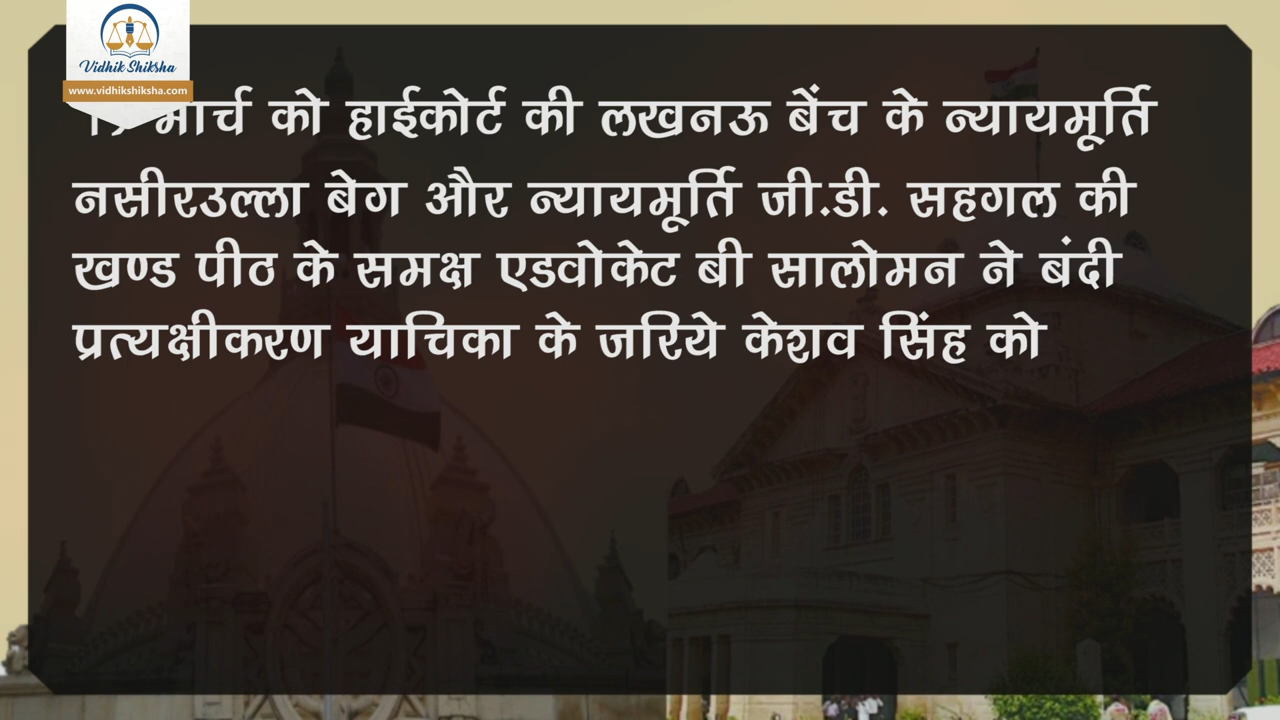 Vidhik Shiksha
www.vidhikshiksha.com
मार्च को हाईकोर्ट की लखनऊ बेंच के न्यायमूर्ति
नसीरउल्ला बेग और न्यायमूर्ति जी.डी. सहगल की
खण्ड पीठ के समक्ष एडवोकेट बी सालोमन ने बंदी
प्रत्यक्षीकरण याचिका के जरिये केशव सिंह को